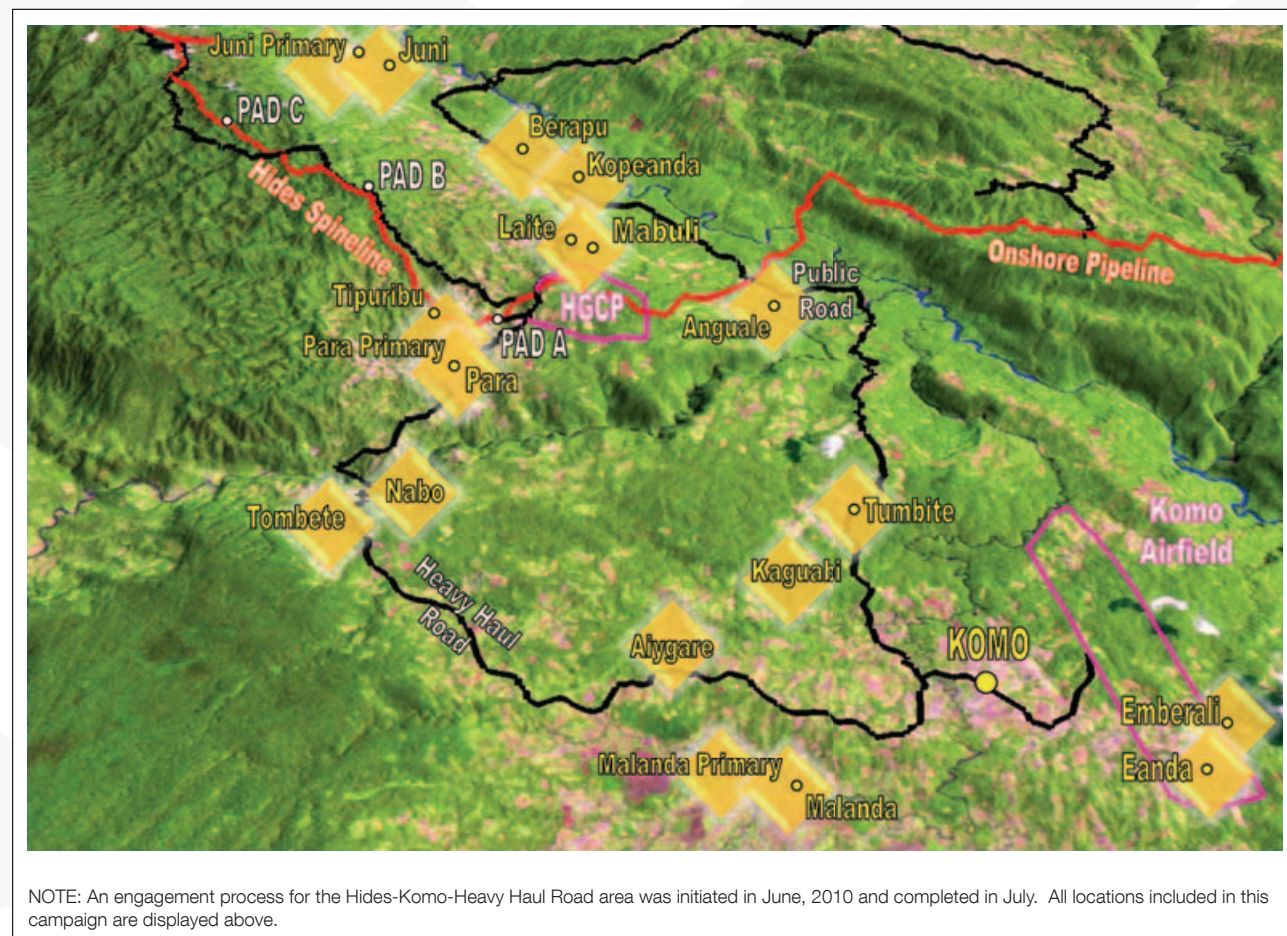 Juni Primary
Juni
PAD C
Berapu
PAD B
Kopeanda
Hides Spineline
Laite
Mabuli
Onshore Pipeline
Public
Road
Tipuribu
HGCP
Anguale
Para Primary
PAD A
Para
Nabo
Tombete
Tumbite
Komo
Airfield
Kaguabi
Heavy Haul
Road
Aiygare
KOMO
Emberali
Malanda Primary
Eanda
Malanda
NOTE: An engagement process for the Hides-Komo-Heavy Haul Road area was initiated in June, 2010 and completed in July. All locations included in this
campaign are displayed above.